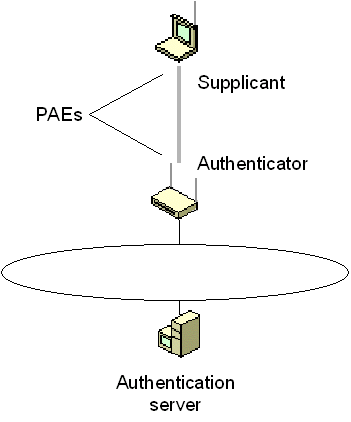 Supplicant
PAEs
Authenticator
Authentication
server